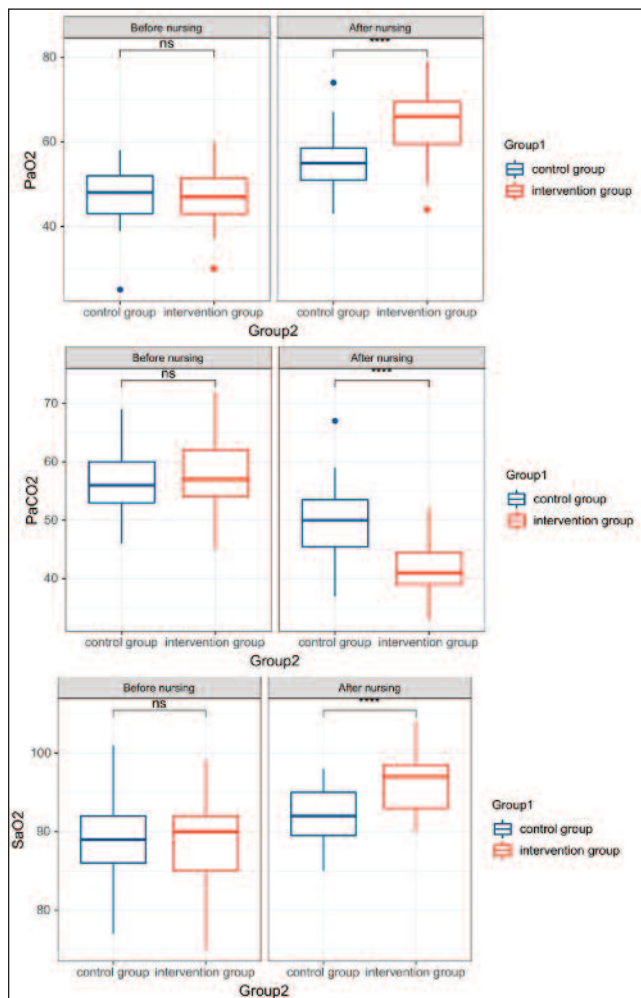 Before nursing After nursing
ns ****
80
60
40
PaO2
control group intervention group control group intervention group
Group2
Group1
control group
intervention group
Before nursing After nursing
ns ****
70
60
50
40
PaCO2
control group intervention group control group intervention group
Group2
Group1
control group
intervention group
Before nursing After nursing
ns ****
100
90
80
SaO2
control group intervention group control group intervention group
Group2
Group1
control group
intervention group